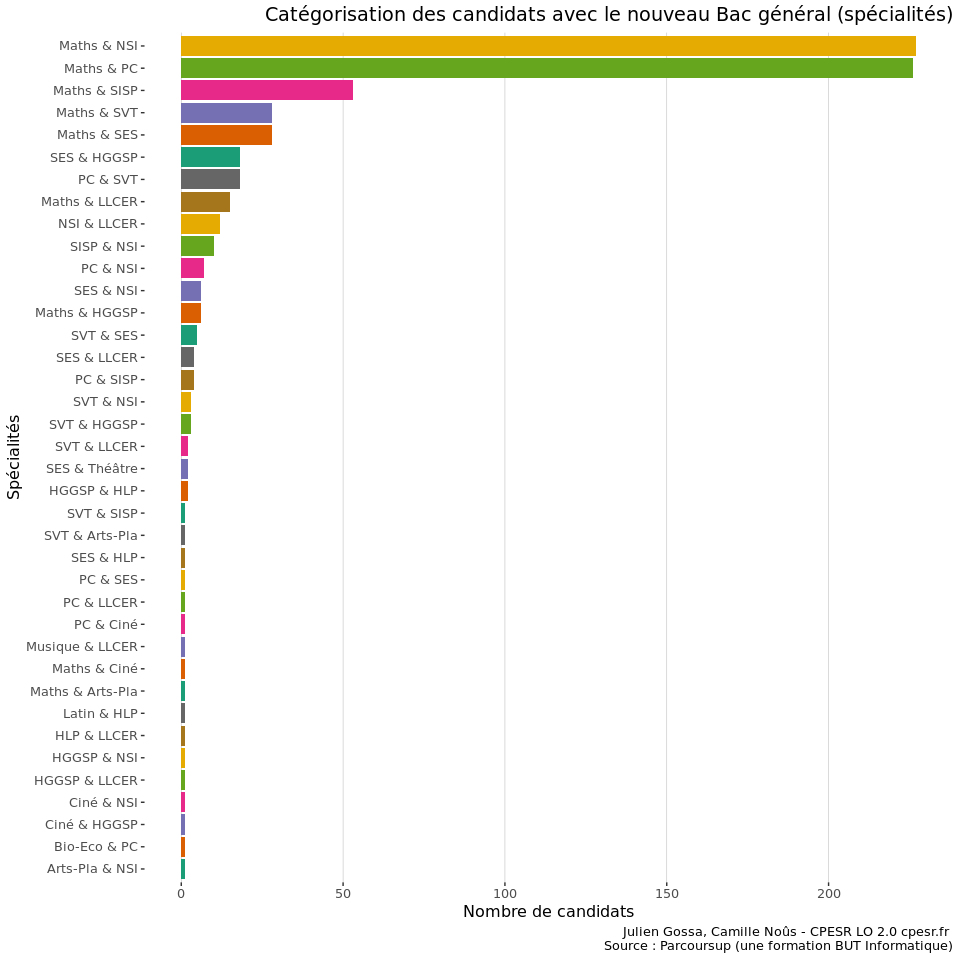 Catégorisation des candidats avec le nouveau Bac général (spécialités)
Spécialités
Maths & NSI
Maths & PC
Maths & SISP
Maths & SVT
Maths & SES
SES & HGGSP
PC & SVT
Maths & LLCER
NSI & LLCER
SISP & NSI
PC & NSI
SES & NSI
Maths & HGGSP
SVT & SES
SES & LLCER
PC & SISP
SVT & NSI
SVT & HGGSP
SVT & LLCER
SES & Théâtre
HGGSP & HLP
SVT & SISP
SVT & Arts-Pla
SES & HLP
PC & SES
PC & LLCER
PC & Ciné
Musique & LLCER
Maths & Ciné
Maths & Arts-Pla
Latin & HLP
HLP & LLCER
HGGSP & NSI
HGGSP & LLCER
Ciné & NSI
Ciné & HGGSP
Bio-Eco & PC
Arts-Pla & NSI
0 50 100 150 200
Nombre de candidats
Julien Gossa, Camille Noûs - CPESR LO 2.0 cpesr.fr
Source : Parcoursup (une formation BUT Informatique)